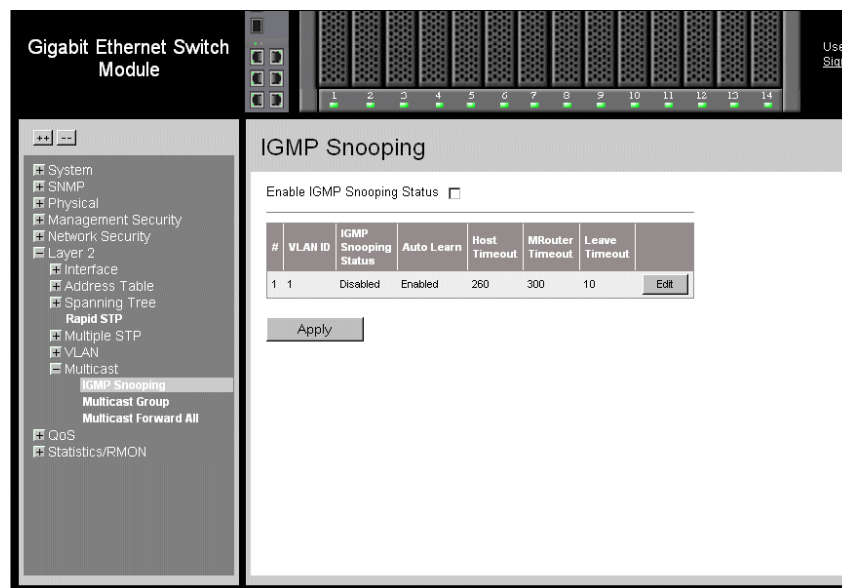 Gigabit Ethernet Switch
Module
1 2 3 4 5 6 7 8 9 10 11 12 13 14
Use
Sign
++ --
System
SNMP
Physical
Management Security
Network Security
Layer 2
Interface
Address Table
Spanning Tree
Rapid STP
Multiple STP
VLAN
Multicast
IGMP Snooping
Multicast Group
Multicast Forward All
QoS
Statistics/RMON
IGMP Snooping
Enable IGMP Snooping Status
# VLAN ID IGMP Snooping Status Auto Learn Host Timeout MRouter Timeout Leave Timeout
1 1 Disabled Enabled 260 300 10 Edit
Apply